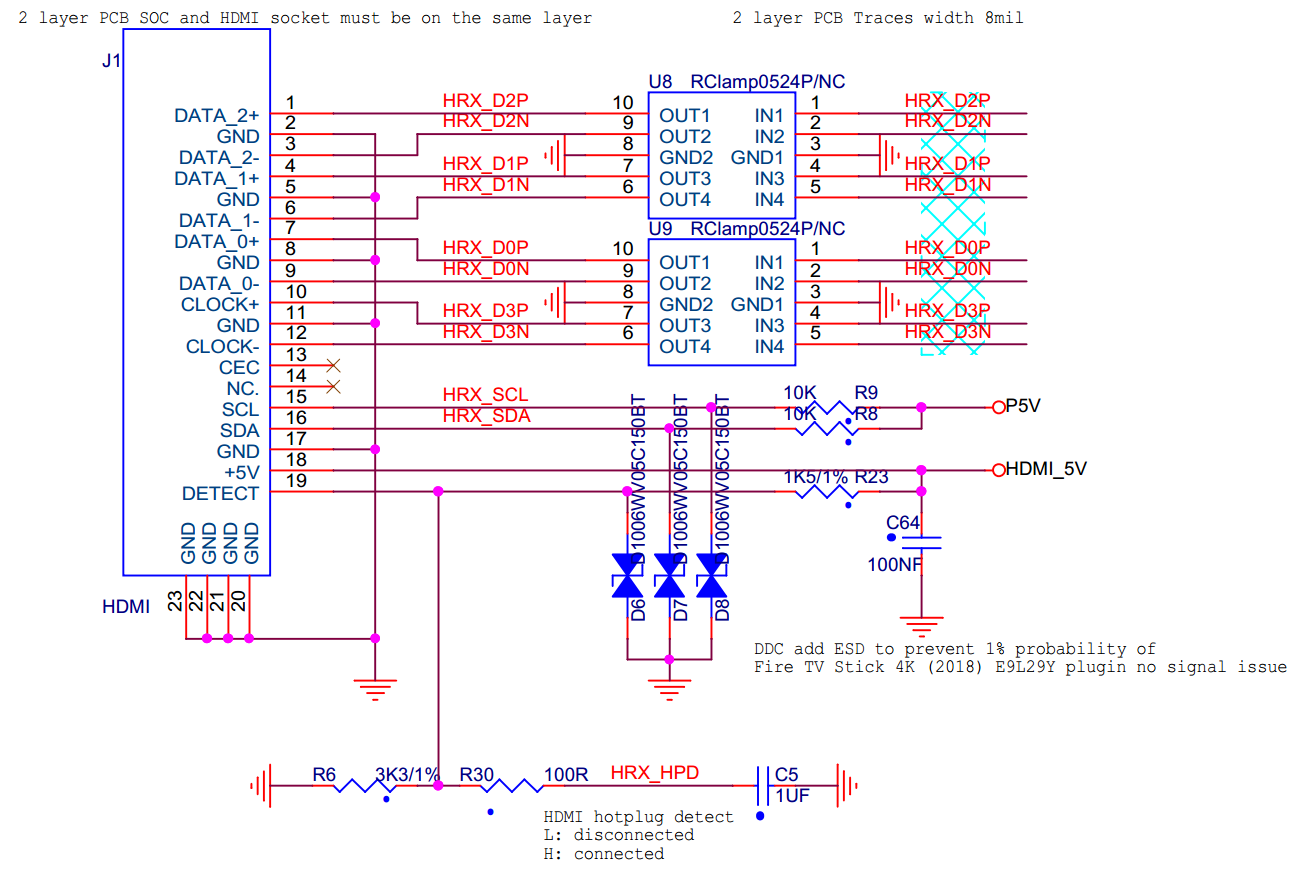 2 layer PCB SOC and HDMI socket must be on the same layer
2 layer PCB Traces width 8mil
J1
DATA_2+ 1
GND 2
DATA_2- 3
DATA_1+ 4
GND 5
DATA_1- 6
DATA_0+ 7
GND 8
DATA_0- 9
CLOCK+ 10
GND 11
CLOCK- 12
CEC 13
NC. 14
SCL 15
SDA 16
GND 17
+5V 18
DETECT 19
GND GND GND GND
23 22 21 20
HDMI
HRX_D2P
HRX_D2N
HRX_D1P
HRX_D1N
HRX_D0P
HRX_D0N
HRX_D3P
HRX_D3N
HRX_SCL
HRX_SDA
U8 RClamp0524P/NC
10 OUT1 IN1 1
9 OUT2 IN2 2
8 GND2 GND1 3
7 OUT3 IN3 4
6 OUT4 IN4 5
HRX_D2P
HRX_D2N
HRX_D1P
HRX_D1N
U9 RClamp0524P/NC
10 OUT1 IN1 1
9 OUT2 IN2 2
8 GND2 GND1 3
7 OUT3 IN3 4
6 OUT4 IN4 5
HRX_D0P
HRX_D0N
HRX_D3P
HRX_D3N
10K R9
10K R8
P5V
HDMI_5V
1K5/1% R23
D1006WV05C150BT
D1006WV05C150BT
D1006WV05C150BT
D6 D7 D8
C64
100NF
DDC add ESD to prevent 1% probability of
Fire TV Stick 4K (2018) E9L29Y plugin no signal issue
R6 3K3/1% R30 100R HRX_HPD C5
1UF
HDMI hotplug detect
L: disconnected
H: connected